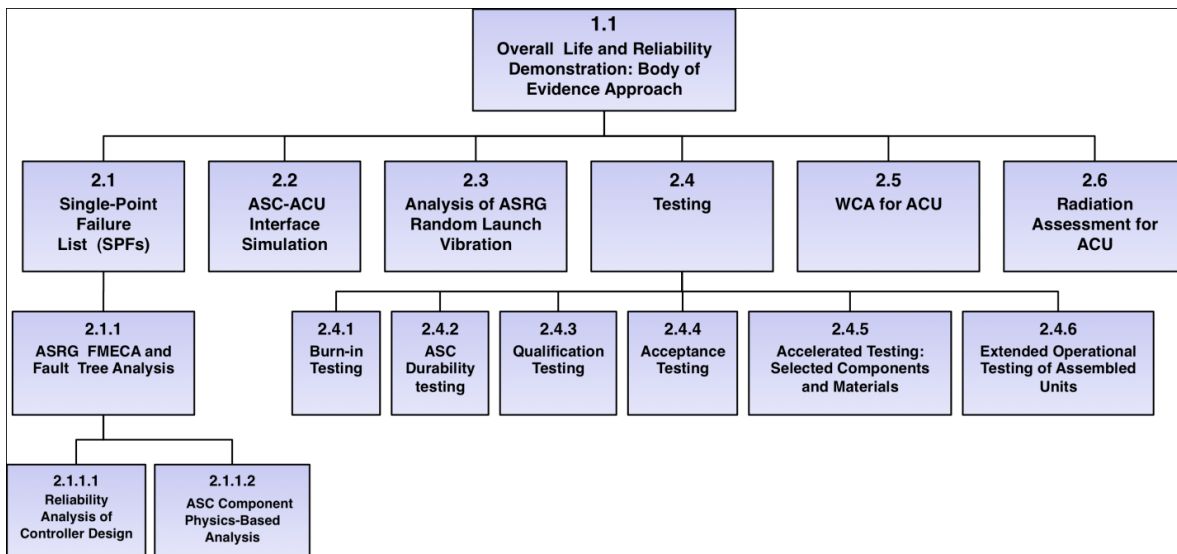 1.1
Overall Life and Reliability
Demonstration: Body of
Evidence Approach
2.1
Single-Point
Failure
List (SPFs)
2.2
ASC-ACU
Interface
Simulation
2.3
Analysis of ASRG
Random Launch
Vibration
2.4
Testing
2.5
WCA for ACU
2.6
Radiation
Assessment for
ACU
2.1.1
ASRG FMECA and
Fault Tree Analysis
2.4.1
Burn-in
Testing
2.4.2
ASC
Durability
testing
2.4.3
Qualification
Testing
2.4.4
Acceptance
Testing
2.4.5
Accelerated Testing:
Selected Components
and Materials
2.4.6
Extended Operational
Testing of Assembled
Units
2.1.1.1
Reliability
Analysis of
Controller Design
2.1.1.2
ASC Component
Physics-Based
Analysis